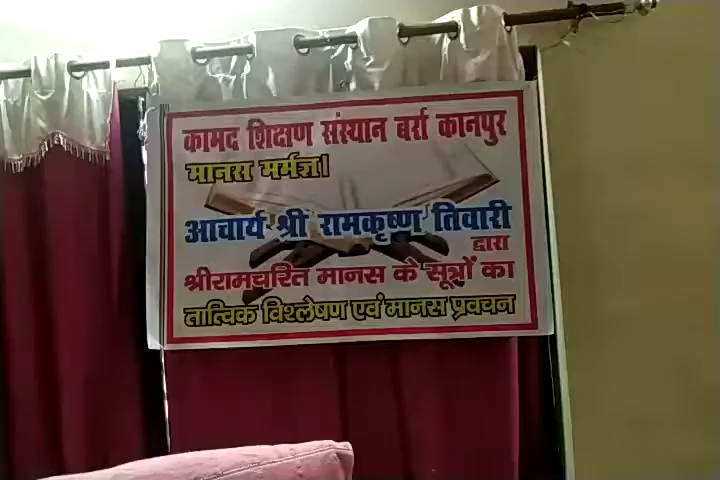 कामद शिक्षण संस्थान बर्रा कानपुर
मानस मर्मज्ञ।
आचार्य श्री रामकृष्ण तिवारी
द्वारा
श्रीरामचरित मानस के सूत्रों का
तात्विक विश्लेषण एवं मानस प्रवचन